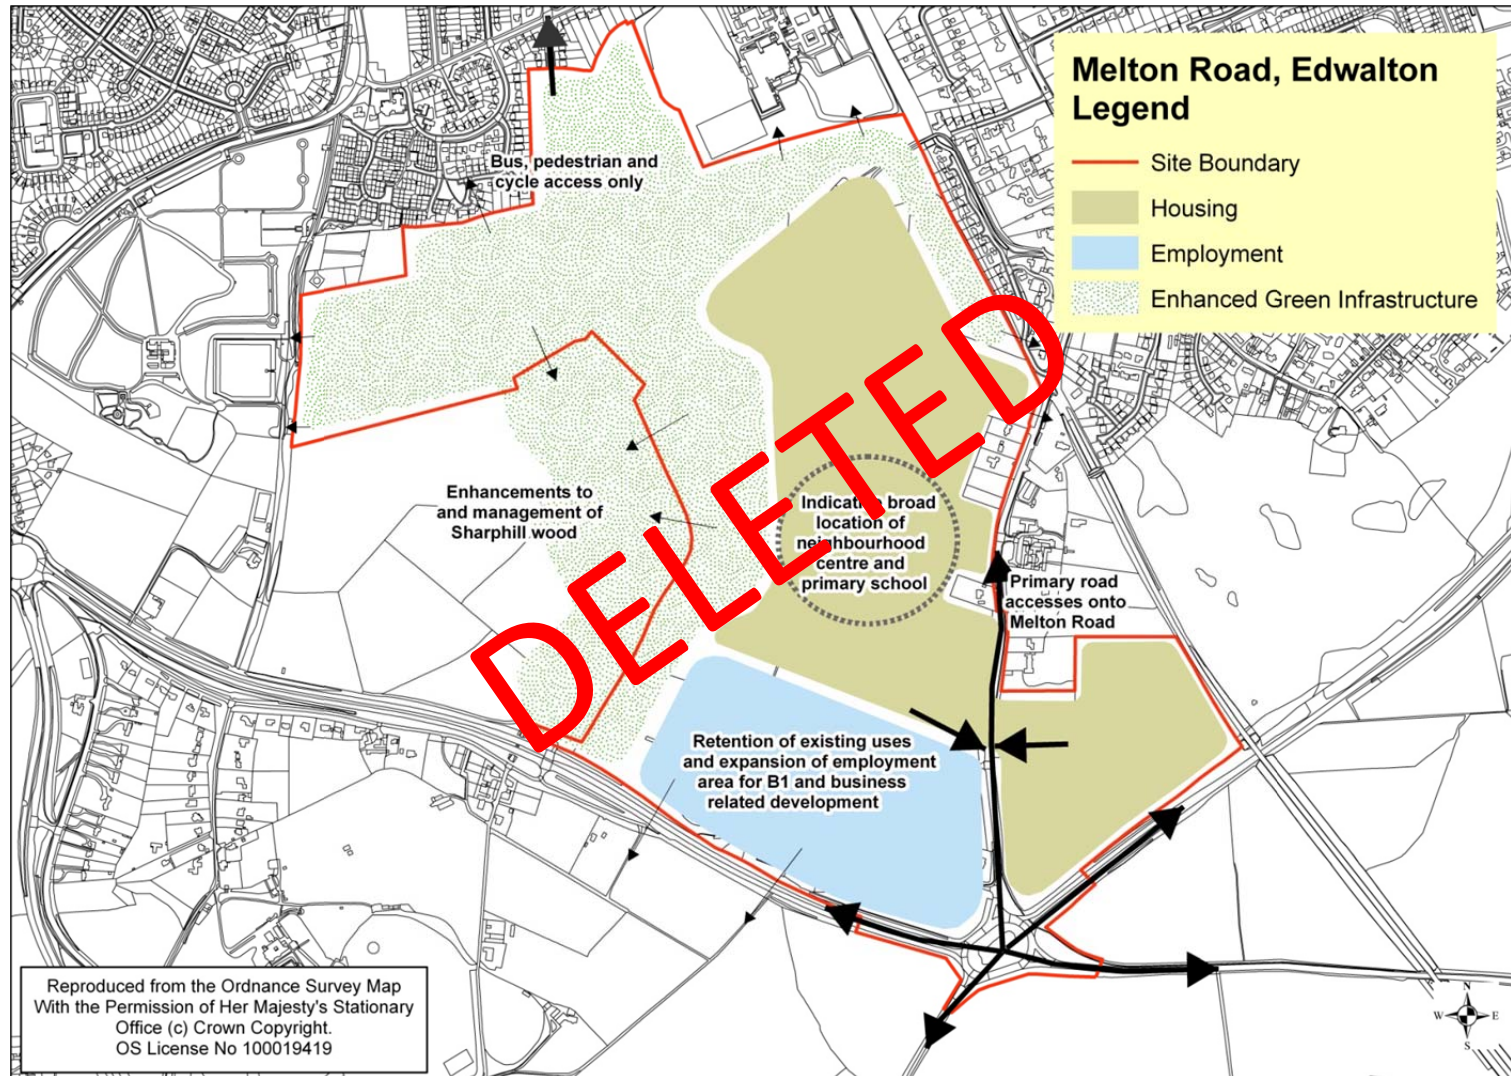 Melton Road, Edwalton
Legend
Site Boundary
Housing
Employment
Enhanced Green Infrastructure
Bus, pedestrian and
cycle access only
Enhancements to
and management of
Sharphill wood
Indicative broad
location of
neighbourhood
centre and
primary school
Primary road
accesses onto
Melton Road
Retention of existing uses
and expansion of employment
area for B1 and business
related development
DELETED
Reproduced from the Ordnance Survey Map
With the Permission of Her Majesty's Stationary
Office (c) Crown Copyright.
OS License No 100019419
N
W E
S